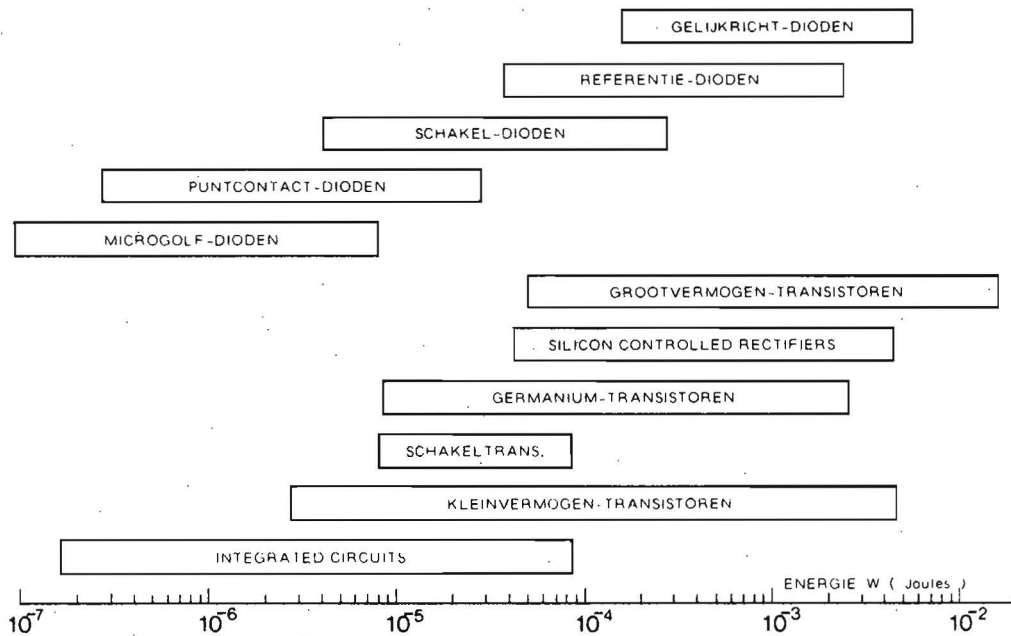 GELIJKRICHT-DIODEN
REFERENTIE-DIODEN
SCHAKEL-DIODEN
PUNTCONTACT-DIODEN
MICROGOLF-DIODEN
GROOTVERMOGEN-TRANSISTOREN
SILICON CONTROLLED RECTIFIERS
GERMANIUM-TRANSISTOREN
SCHAKELTRANS.
KLEINVERMOGEN-TRANSISTOREN
INTEGRATED CIRCUITS
ENERGIE W ( Joules )
10⁻⁷ 10⁻⁶ 10⁻⁵ 10⁻⁴ 10⁻³ 10⁻²